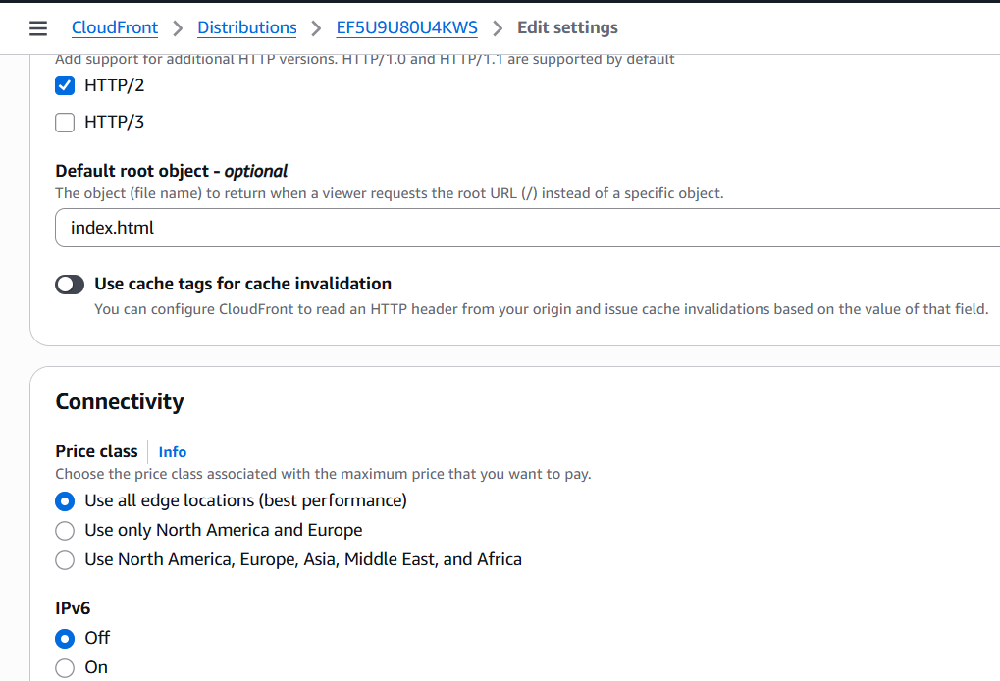 CloudFront > Distributions > EF5U9U80U4KWS > Edit settings
Add support for additional HTTP versions. HTTP/1.0 and HTTP/1.1 are supported by default
HTTP/2
HTTP/3
Default root object - optional
The object (file name) to return when a viewer requests the root URL (/) instead of a specific object.
index.html
Use cache tags for cache invalidation
You can configure CloudFront to read an HTTP header from your origin and issue cache invalidations based on the value of that field.
Connectivity
Price class | Info
Choose the price class associated with the maximum price that you want to pay.
Use all edge locations (best performance)
Use only North America and Europe
Use North America, Europe, Asia, Middle East, and Africa
IPv6
Off
On